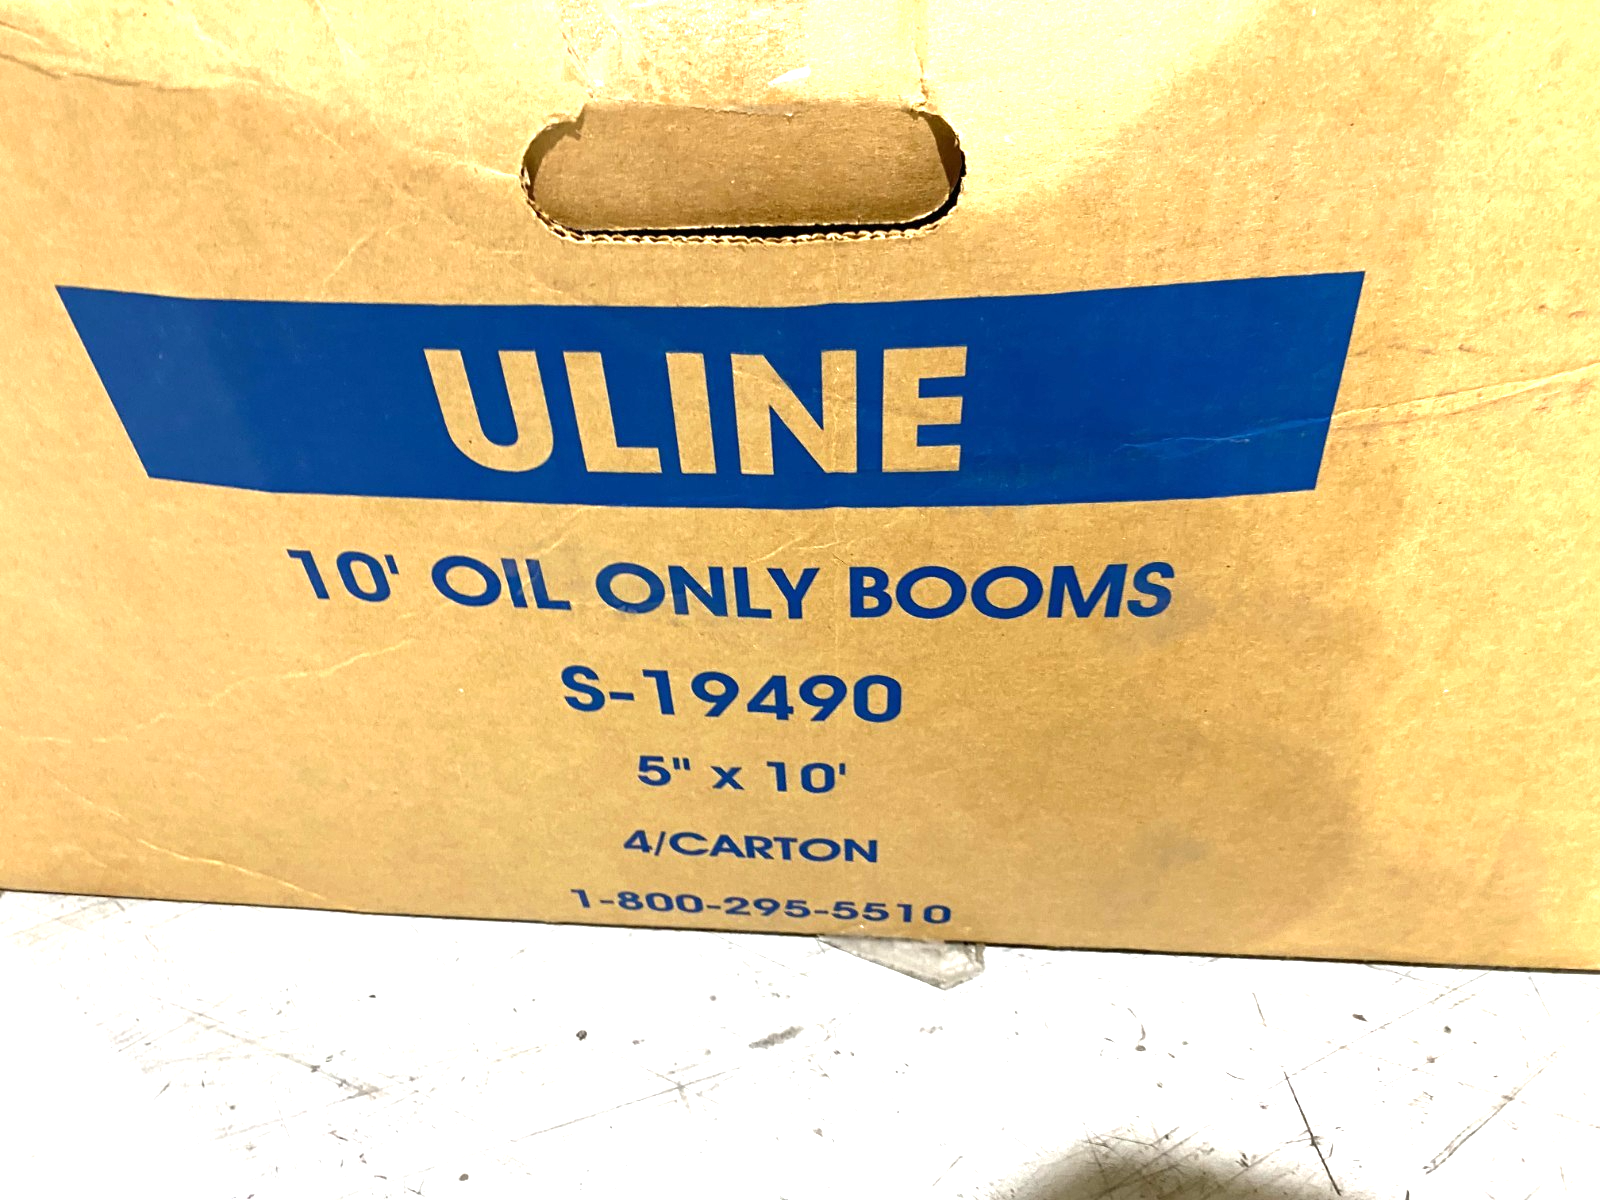 ULINE
10' OIL ONLY BOOMS
S-19490
5" x 10'
4/CARTON
1-800-295-5510